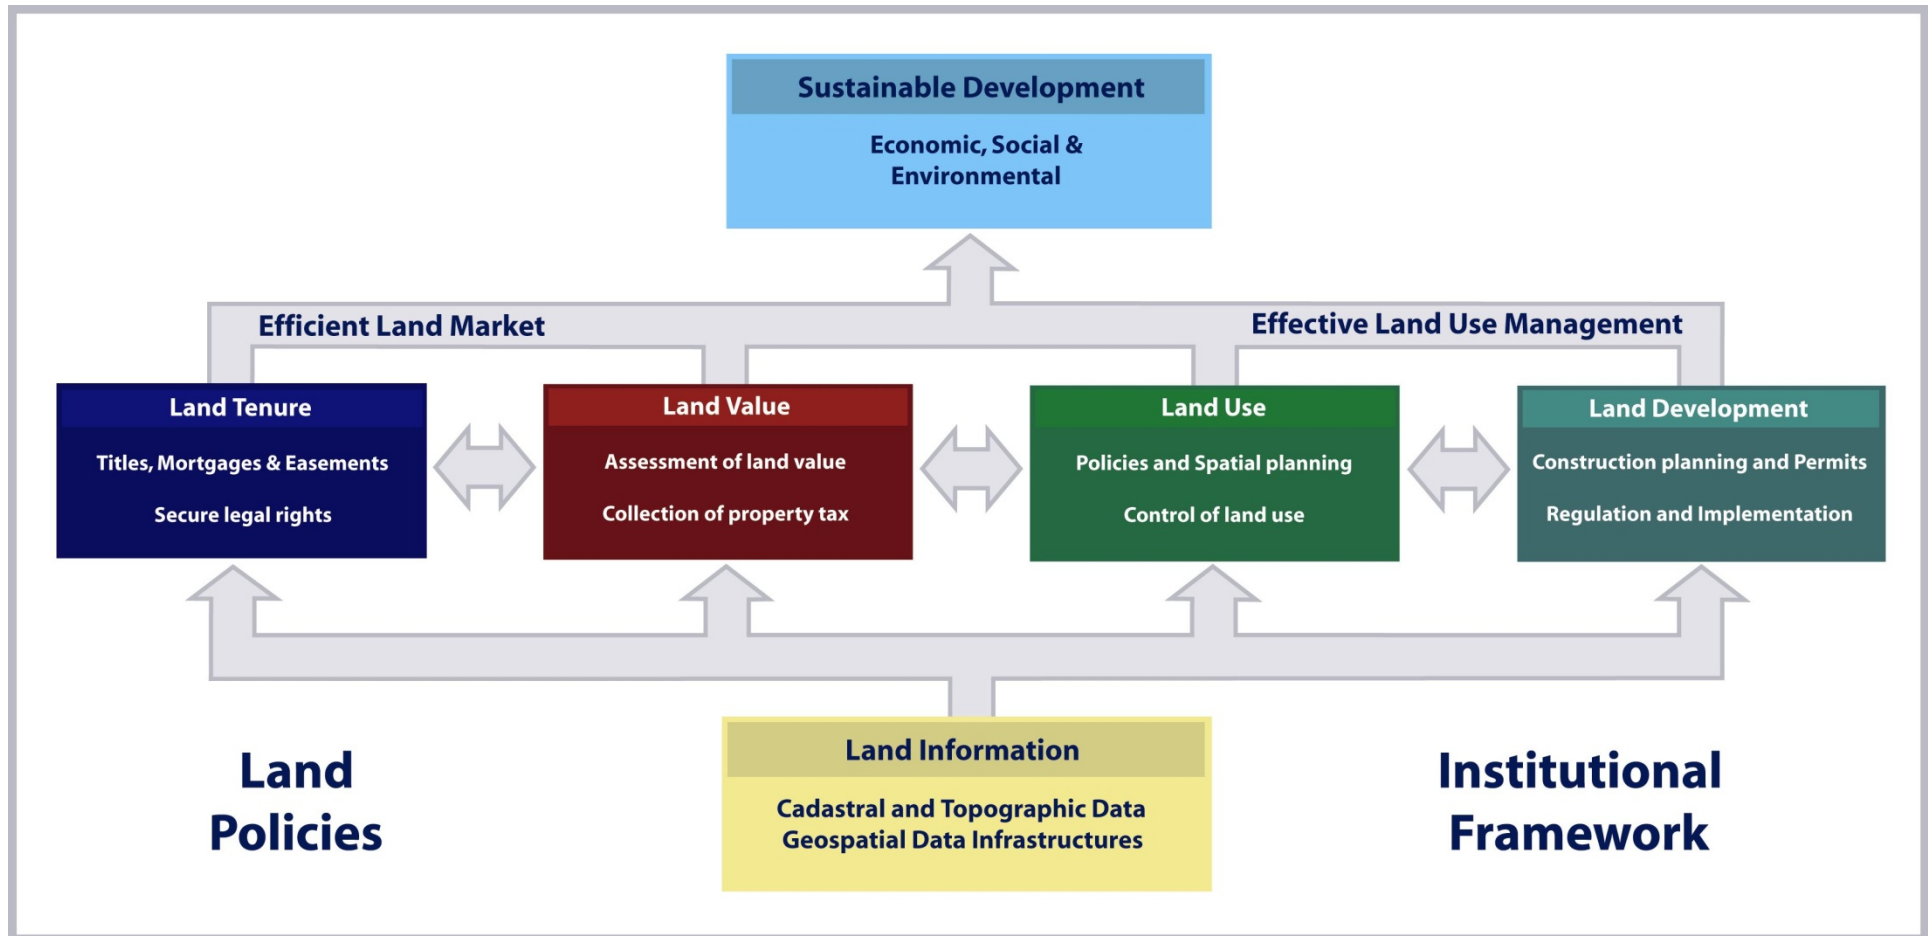 Sustainable Development
Economic, Social &
Environmental
Efficient Land Market
Effective Land Use Management
Land Tenure
Titles, Mortgages & Easements
Secure legal rights
Land Value
Assessment of land value
Collection of property tax
Land Use
Policies and Spatial planning
Control of land use
Land Development
Construction planning and Permits
Regulation and Implementation
Land
Policies
Land Information
Cadastral and Topographic Data
Geospatial Data Infrastructures
Institutional
Framework